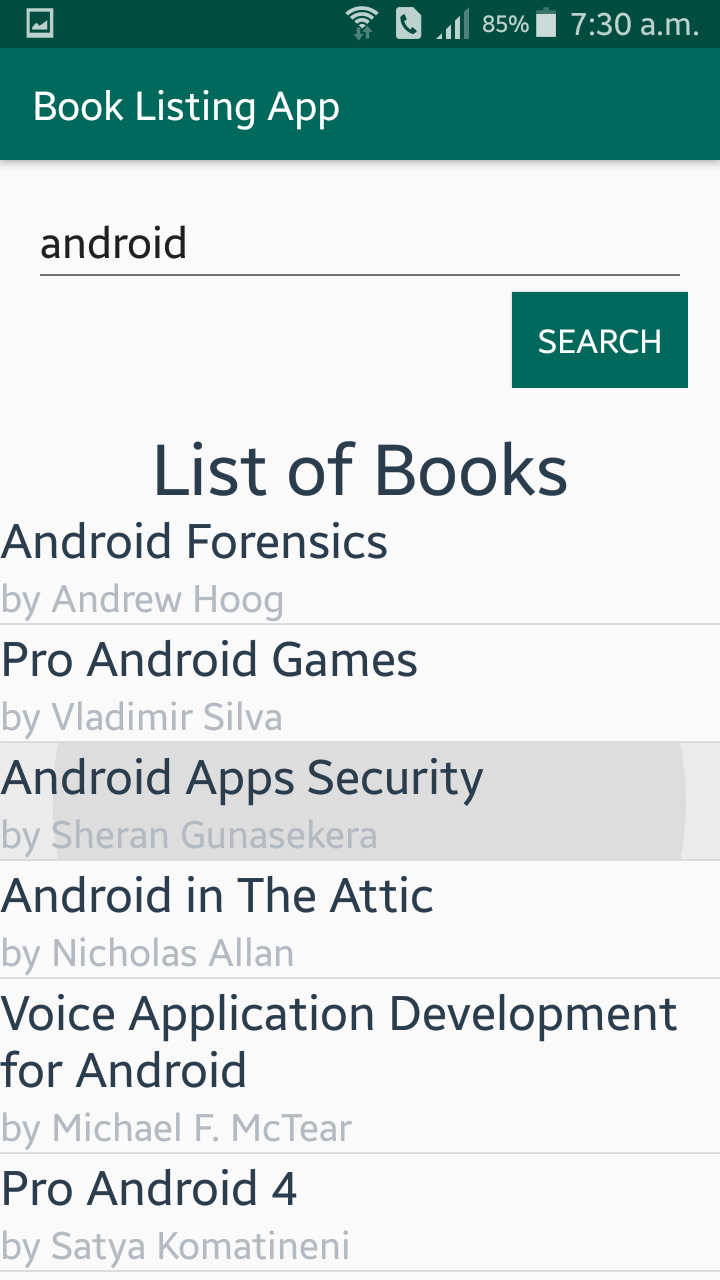 85% 7:30 a.m.
Book Listing App
android
SEARCH
List of Books
Android Forensics
by Andrew Hoog
Pro Android Games
by Vladimir Silva
Android Apps Security
by Sheran Gunasekera
Android in The Attic
by Nicholas Allan
Voice Application Development
for Android
by Michael F. McTear
Pro Android 4
by Satya Komatineni